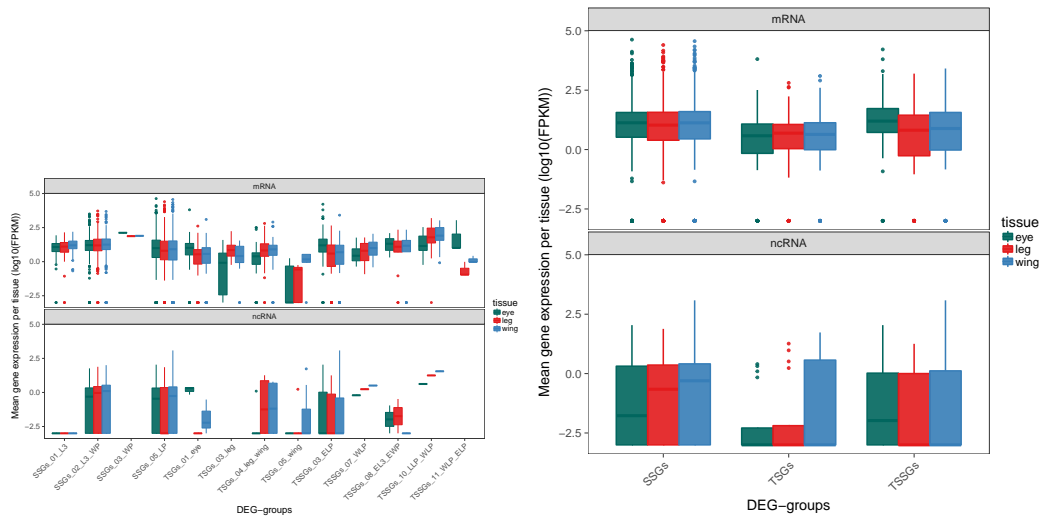 mRNA
5.0
2.5
0.0
−2.5
ncRNA
5.0
2.5
0.0
−2.5
Mean gene expression per tissue (log10(FPKM))
SSGs_01_L3
SSGs_02_L3_WP
SSGs_03_WP
SSGs_05_LP
TSGs_01_eye
TSGs_03_leg
TSGs_04_leg_wing
TSGs_06_wing
TSSGs_03_ELP
TSSGs_07_WLP
TSSGs_08_EL3_EWP
TSSGs_10_LLP_WLP
TSSGs_11_WLP_ELP
DEG−groups
tissue
eye
leg
wing
mRNA
5.0
2.5
0.0
−2.5
ncRNA
5.0
2.5
0.0
−2.5
Mean gene expression per tissue (log10(FPKM))
SSGs
TSGs
TSSGs
DEG−groups
tissue
eye
leg
wing